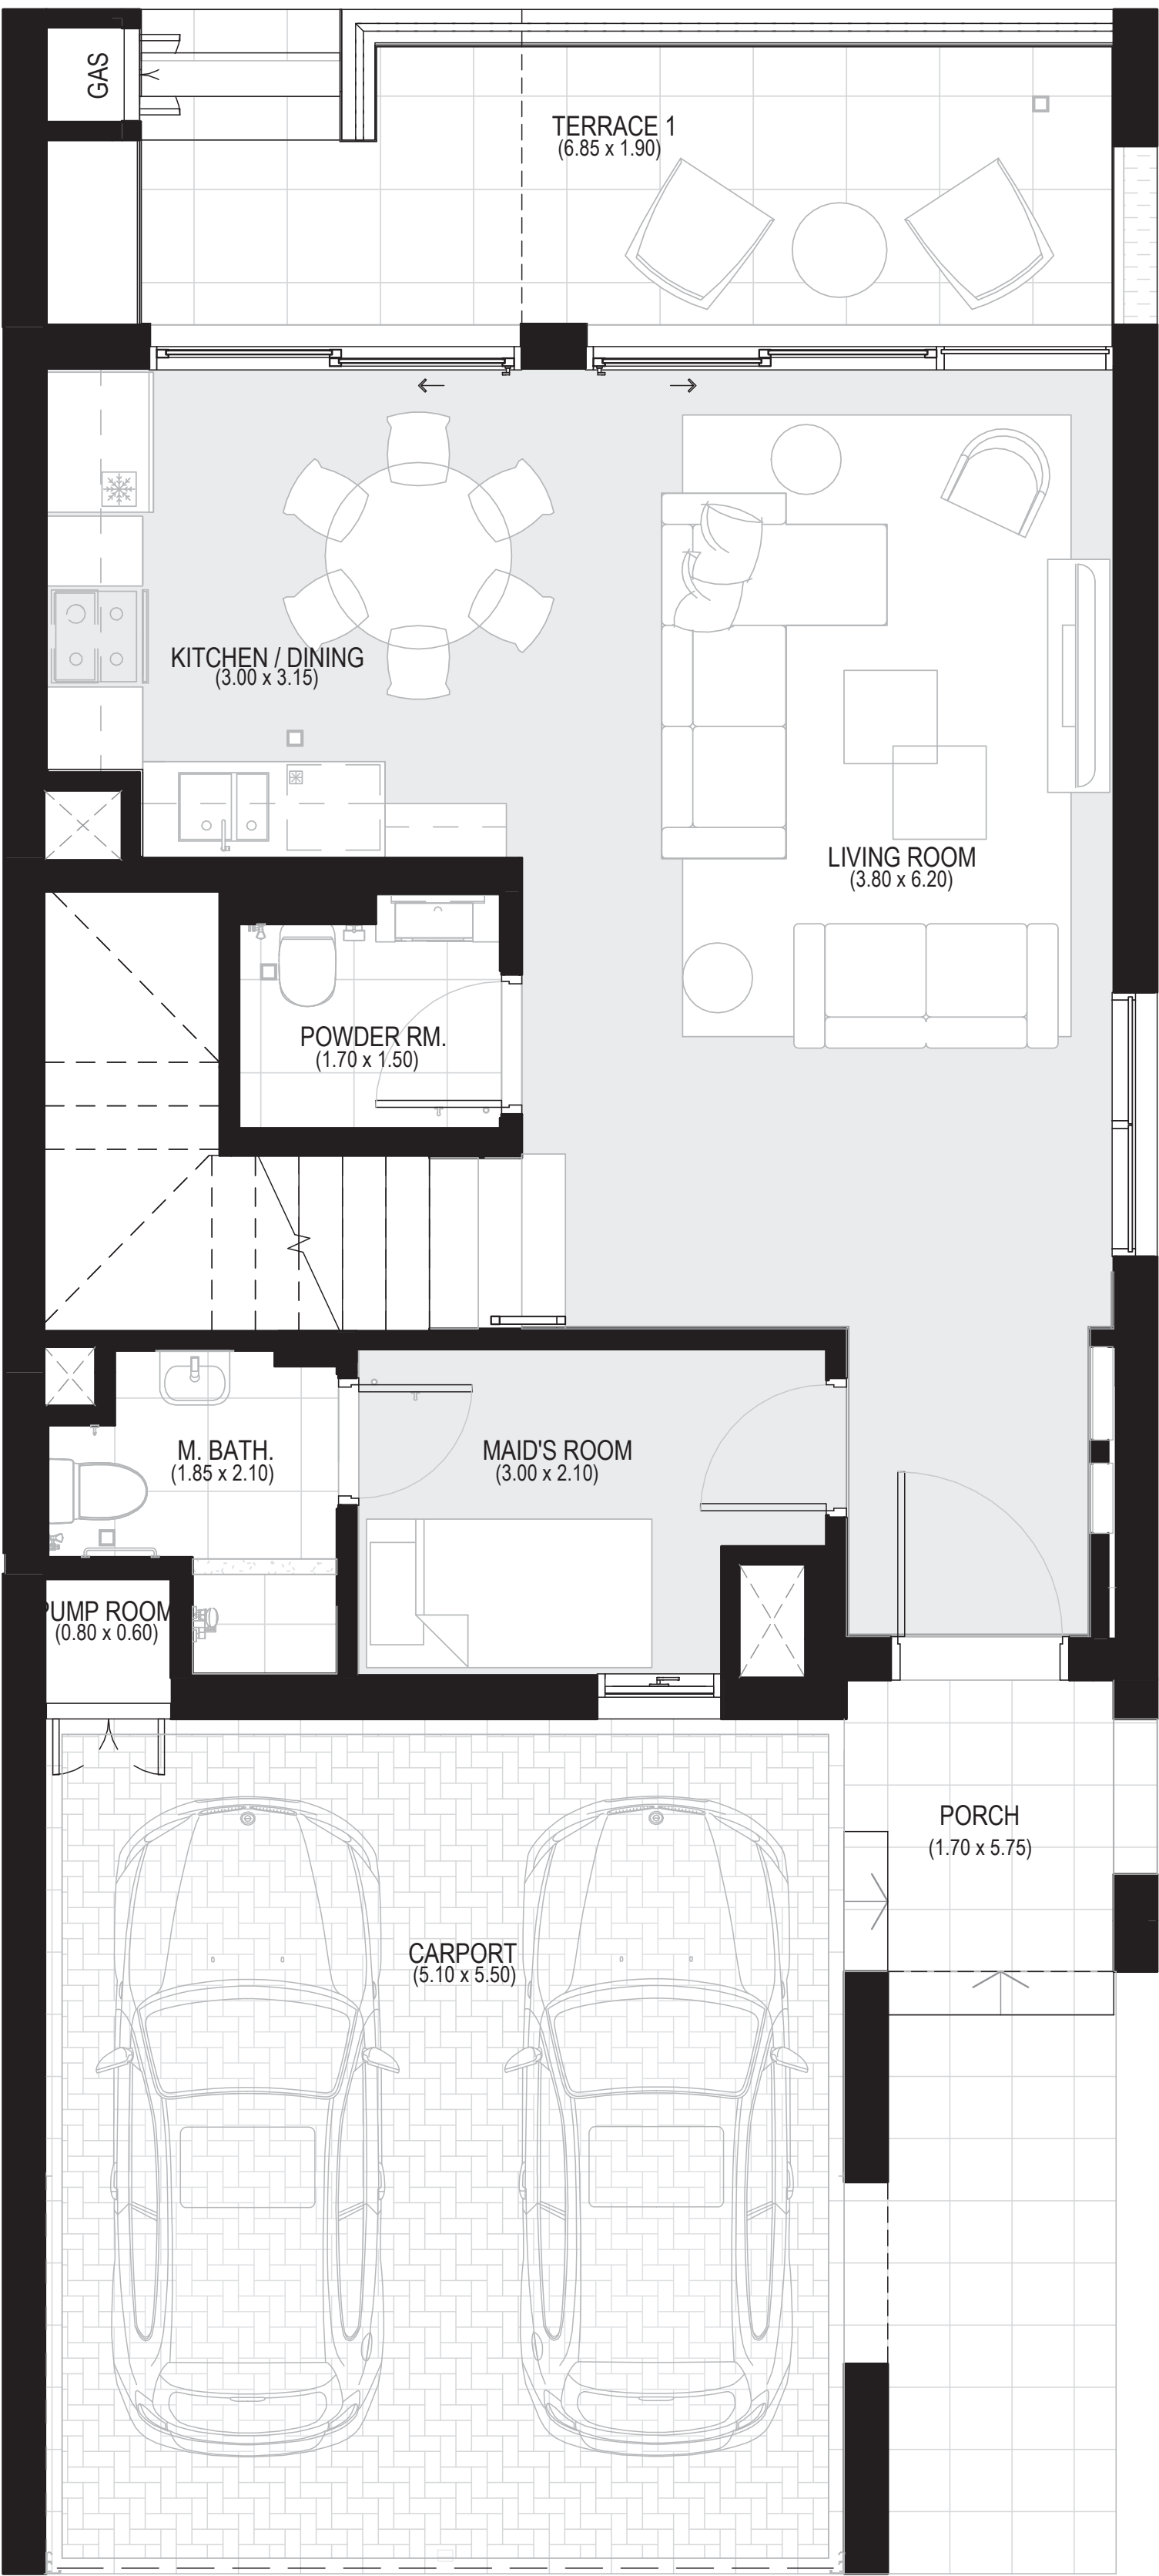 GAS
TERRACE 1
(6.85 x 1.90)
KITCHEN / DINING
(3.00 x 3.15)
LIVING ROOM
(3.80 x 6.20)
POWDER RM.
(1.70 x 1.50)
M. BATH.
(1.85 x 2.10)
MAID'S ROOM
(3.00 x 2.10)
PUMP ROOM
(0.80 x 0.60)
PORCH
(1.70 x 5.75)
CARPORT
(5.10 x 5.50)